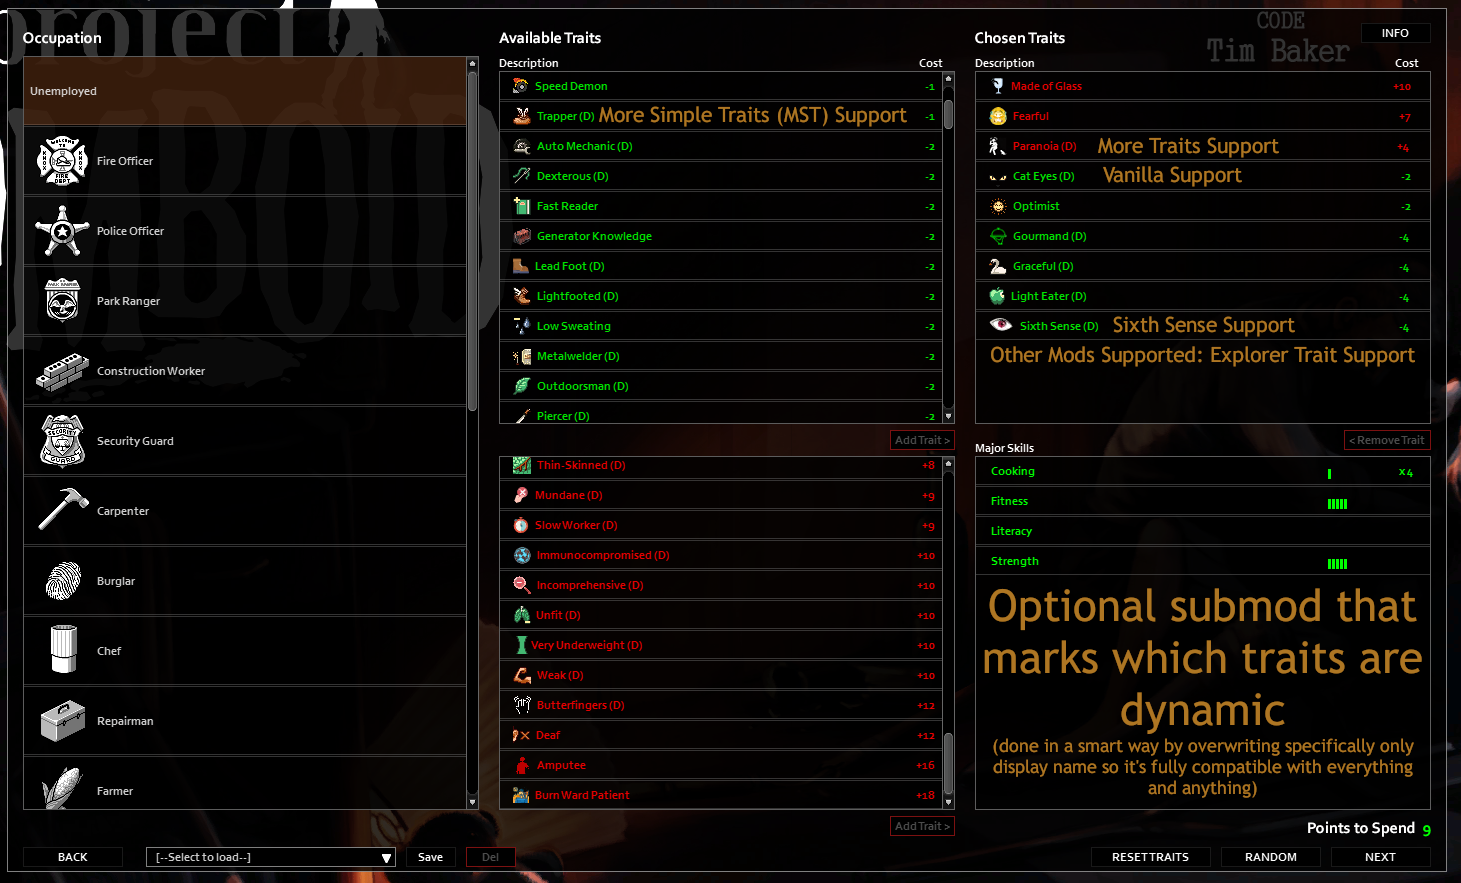 project
CODE
Tim Baker
Occupation
Unemployed
Fire Officer
Police Officer
Park Ranger
Construction Worker
Security Guard
Carpenter
Burglar
Chef
Repairman
Farmer
Available Traits
Description Cost
Speed Demon -1
Trapper (D) More Simple Traits (MST) Support -1
Auto Mechanic (D) -2
Dexterous (D) -2
Fast Reader -2
Generator Knowledge -2
Lead Foot (D) -2
Lightfooted (D) -2
Low Sweating -2
Metalwelder (D) -2
Outdoorsman (D) -2
Piercer (D) -2
Add Trait >
Thin-Skinned (D) +8
Mundane (D) +9
Slow Worker (D) +9
Immunocompromised (D) +10
Incomprehensive (D) +10
Unfit (D) +10
Very Underweight (D) +10
Weak (D) +10
Butterfingers (D) +12
Deaf +12
Amputee +16
Burn Ward Patient +18
Add Trait >
Chosen Traits
INFO
Description Cost
Made of Glass +10
Fearful +7
Paranoia (D) More Traits Support +4
Cat Eyes (D) Vanilla Support -2
Optimist -2
Gourmand (D) -4
Graceful (D) -4
Light Eater (D) -4
Sixth Sense (D) Sixth Sense Support -4
Other Mods Supported: Explorer Trait Support
< Remove Trait
Major Skills
Cooking x 4
Fitness
Literacy
Strength
Optional submod that
marks which traits are
dynamic
(done in a smart way by overwriting specifically only
display name so it's fully compatible with everything
and anything)
Points to Spend 9
BACK
[--Select to load--]
Save
Del
RESET TRAITS
RANDOM
NEXT